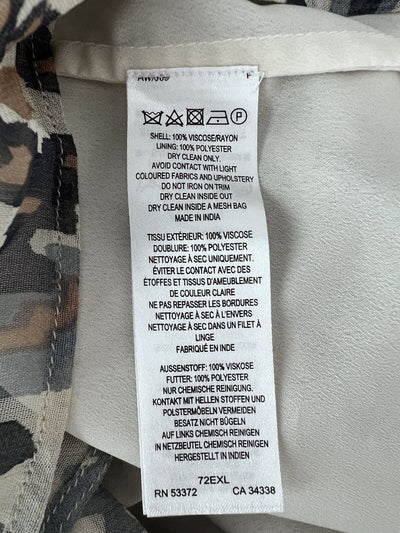 SHELL: 100% VISCOSE/RAYON
LINING: 100% POLYESTER
DRY CLEAN ONLY.
AVOID CONTACT WITH LIGHT
COLOURED FABRICS AND UPHOLSTERY
DO NOT IRON ON TRIM
DRY CLEAN INSIDE OUT
DRY CLEAN INSIDE A MESH BAG
MADE IN INDIA
TISSU EXTÉRIEUR: 100% VISCOSE
DOUBLURE: 100% POLYESTER
NETTOYAGE À SEC UNIQUEMENT.
ÉVITER LE CONTACT AVEC DES
ÉTOFFES ET TISSUS D'AMEUBLEMENT
DE COULEUR CLAIRE
NE PAS REPASSER LES BORDURES
NETTOYAGE À SEC À L'ENVERS
NETTOYAGE À SEC DANS UN FILET À
LINGE
FABRIQUÉ EN INDE
AUSSENSTOFF: 100% VISCOSE
FUTTER: 100% POLYESTER
NUR CHEMISCHE REINIGUNG.
KONTAKT MIT HELLEN STOFFEN UND
POLSTERMÖBELN VERMEIDEN
BESATZ NICHT BÜGELN
AUF LINKS CHEMISCH REINIGEN
IN NETZBEUTEL CHEMISCH REINIGEN
HERGESTELLT IN INDIEN
72EXL
RN 53372 CA 34338